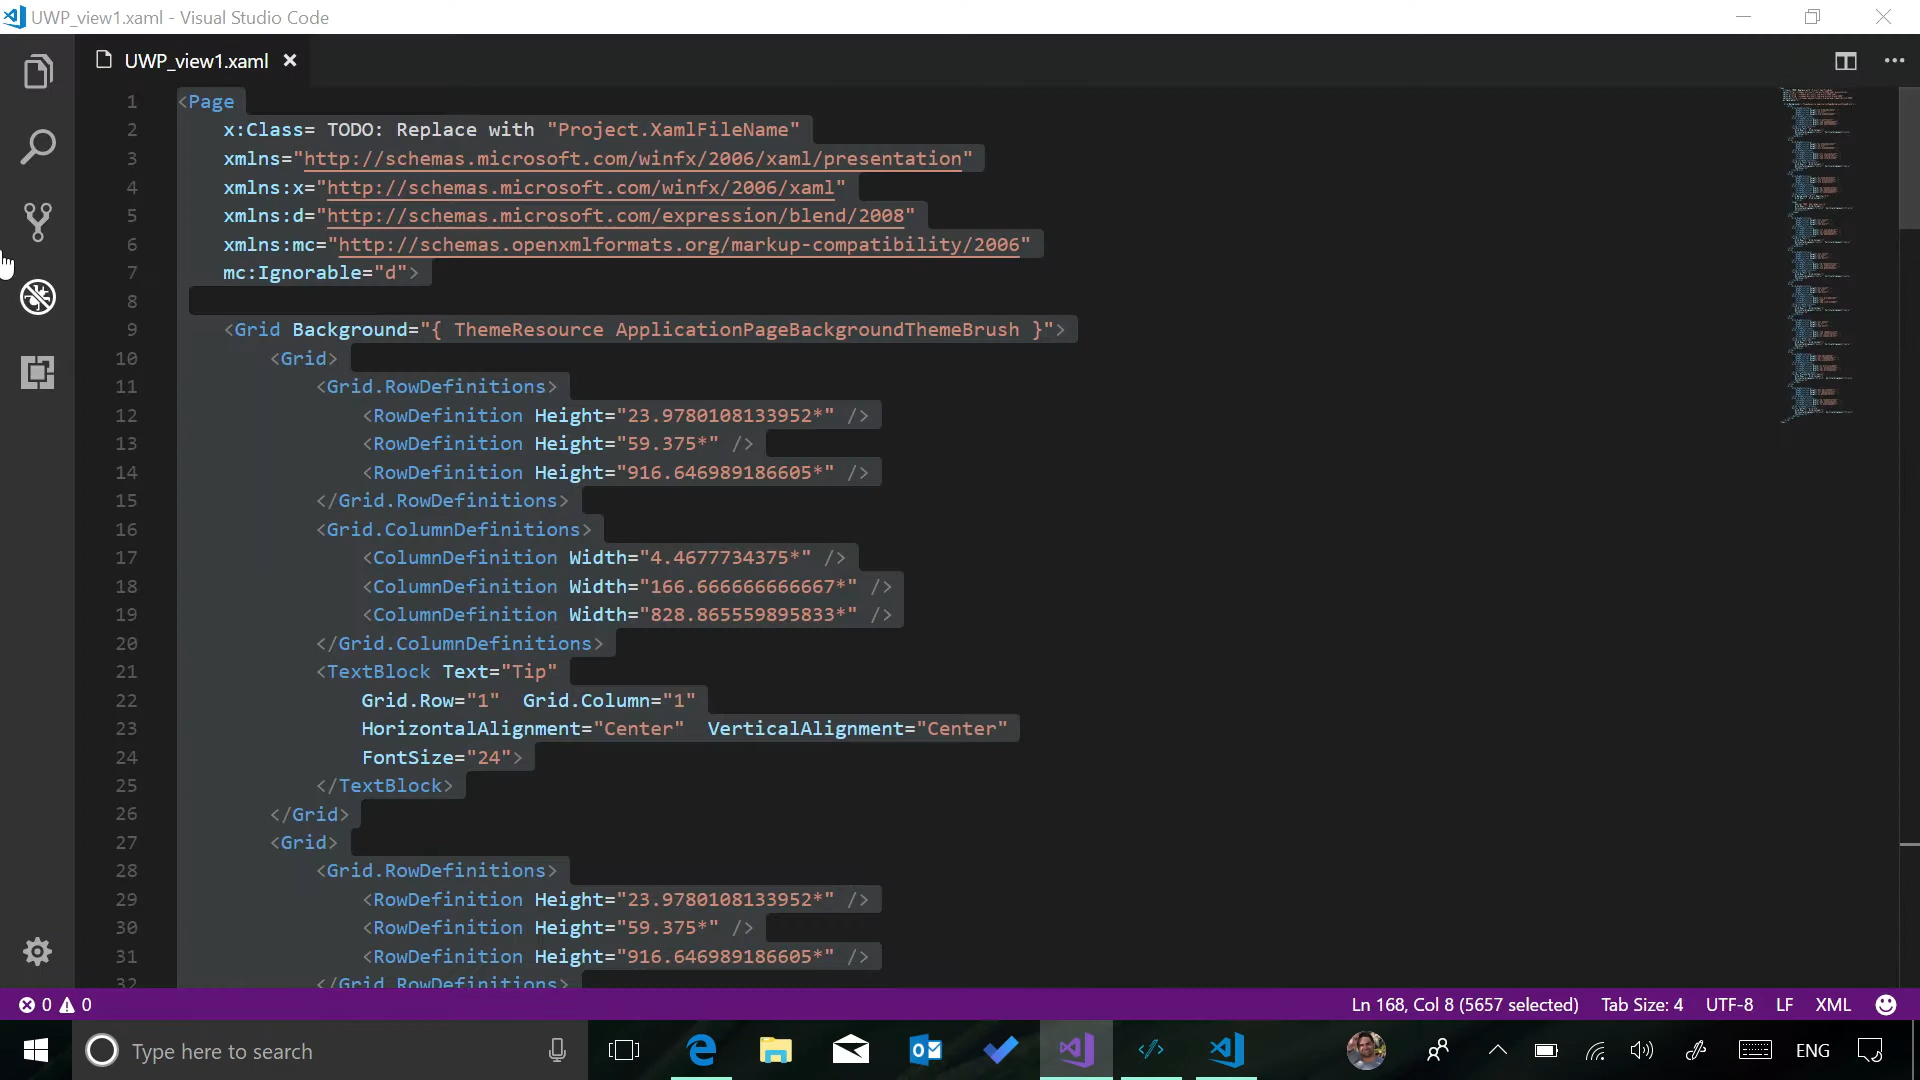 UWP_view1.xaml - Visual Studio Code
UWP_view1.xaml
1 <Page
2 x:Class= TODO: Replace with "Project.XamlFileName"
3 xmlns="http://schemas.microsoft.com/winfx/2006/xaml/presentation"
4 xmlns:x="http://schemas.microsoft.com/winfx/2006/xaml"
5 xmlns:d="http://schemas.microsoft.com/expression/blend/2008"
6 xmlns:mc="http://schemas.openxmlformats.org/markup-compatibility/2006"
7 mc:Ignorable="d">
8
9 <Grid Background="{ ThemeResource ApplicationPageBackgroundThemeBrush }">
10 <Grid>
11 <Grid.RowDefinitions>
12 <RowDefinition Height="23.9780108133952*" />
13 <RowDefinition Height="59.375*" />
14 <RowDefinition Height="916.646989186605*" />
15 </Grid.RowDefinitions>
16 <Grid.ColumnDefinitions>
17 <ColumnDefinition Width="4.4677734375*" />
18 <ColumnDefinition Width="166.666666666667*" />
19 <ColumnDefinition Width="828.865559895833*" />
20 </Grid.ColumnDefinitions>
21 <TextBlock Text="Tip"
22 Grid.Row="1" Grid.Column="1"
23 HorizontalAlignment="Center" VerticalAlignment="Center"
24 FontSize="24">
25 </TextBlock>
26 </Grid>
27 <Grid>
28 <Grid.RowDefinitions>
29 <RowDefinition Height="23.9780108133952*" />
30 <RowDefinition Height="59.375*" />
31 <RowDefinition Height="916.646989186605*" />
32 </Grid.RowDefinitions>
0 0 Ln 168, Col 8 (5657 selected) Tab Size: 4 UTF-8 LF XML
Type here to search ENG